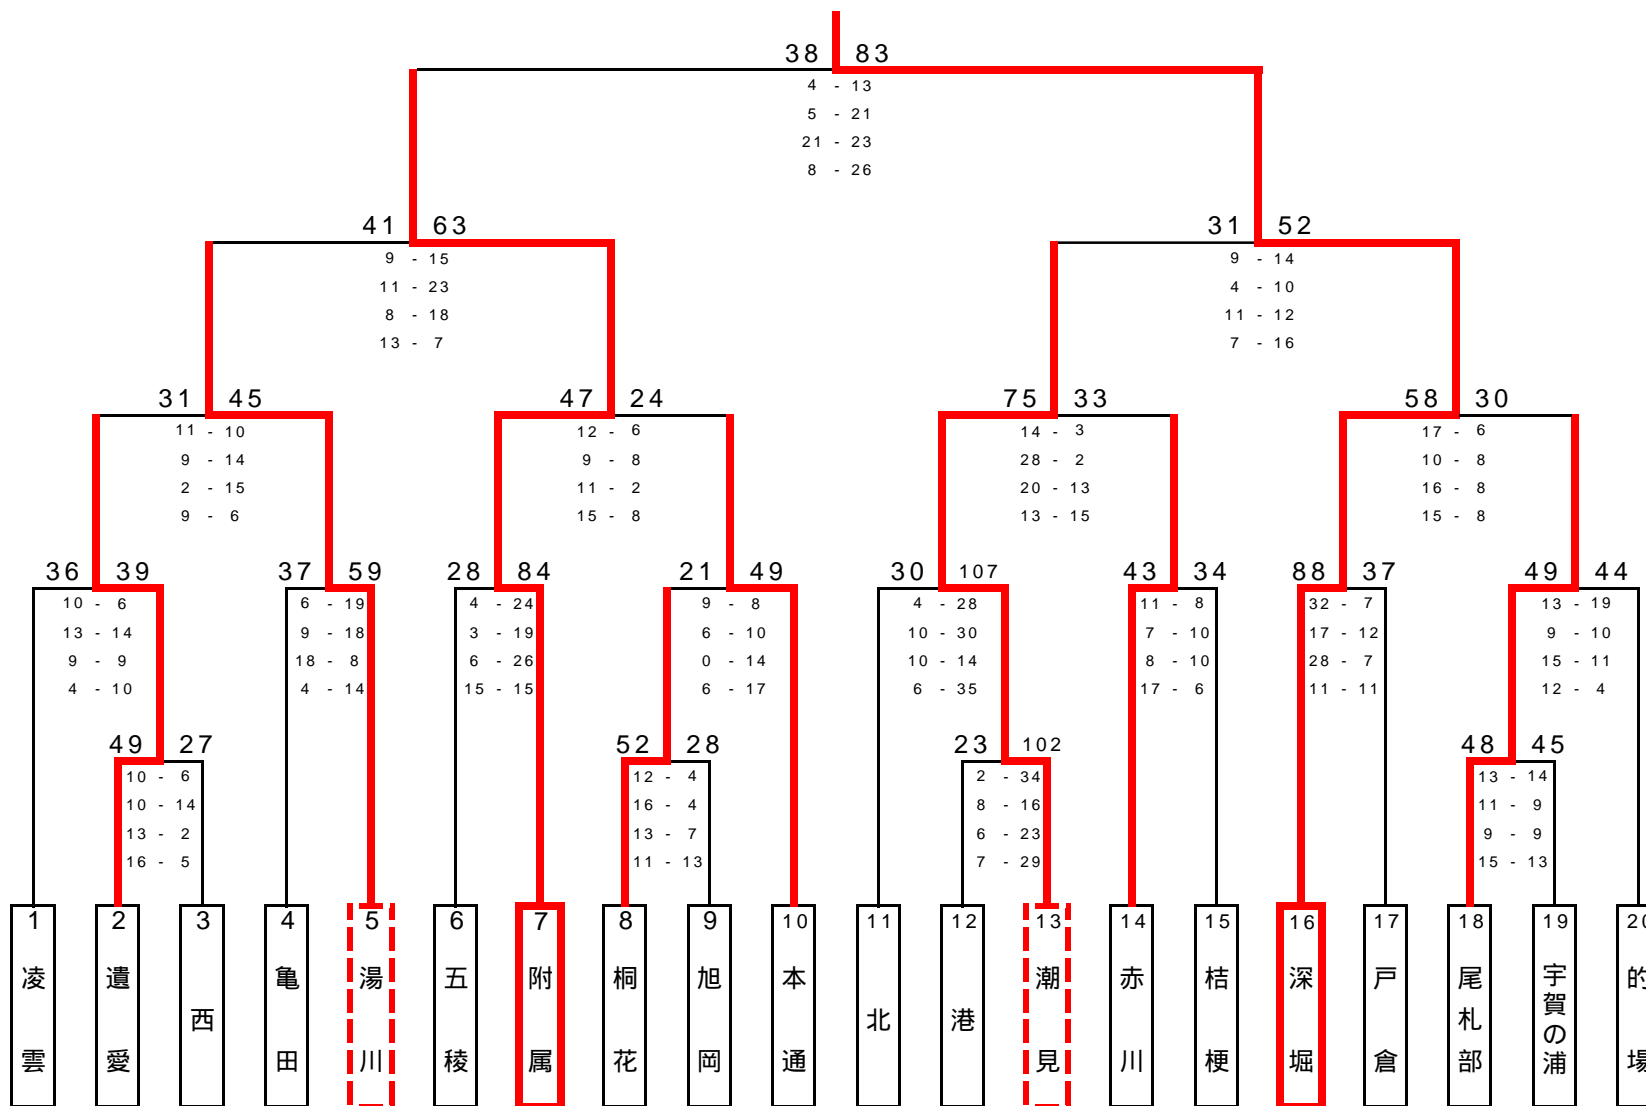 38 83
4 - 13
5 - 21
21 - 23
8 - 26
41 63
9 - 15
11 - 23
8 - 18
13 - 7
31 52
9 - 14
4 - 10
11 - 12
7 - 16
31 45
11 - 10
9 - 14
2 - 15
9 - 6
47 24
12 - 6
9 - 8
11 - 2
15 - 8
75 33
14 - 3
28 - 2
20 - 13
13 - 15
58 30
17 - 6
10 - 8
16 - 8
15 - 8
36 39
10 - 6
13 - 14
9 - 9
4 - 10
37 59
6 - 19
9 - 18
18 - 8
4 - 14
28 84
4 - 24
3 - 19
6 - 26
15 - 15
21 49
9 - 8
6 - 10
0 - 14
6 - 17
30 107
4 - 28
10 - 30
10 - 14
6 - 35
43 34
11 - 8
7 - 10
8 - 10
17 - 6
88 37
32 - 7
17 - 12
28 - 7
11 - 11
49 44
13 - 19
9 - 10
15 - 11
12 - 4
49 27
10 - 6
10 - 14
13 - 2
16 - 5
52 28
12 - 4
16 - 4
13 - 7
11 - 13
23 102
2 - 34
8 - 16
6 - 23
7 - 29
48 45
13 - 14
11 - 9
9 - 9
15 - 13
1 凌雲
2 遺愛
3 西
4 亀田
5 湯川
6 五稜
7 附属
8 桐花
9 旭岡
10 本通
11 北
12 港
13 潮見
14 赤川
15 桔梗
16 深堀
17 戸倉
18 尾札部
19 宇賀の浦
20 的場